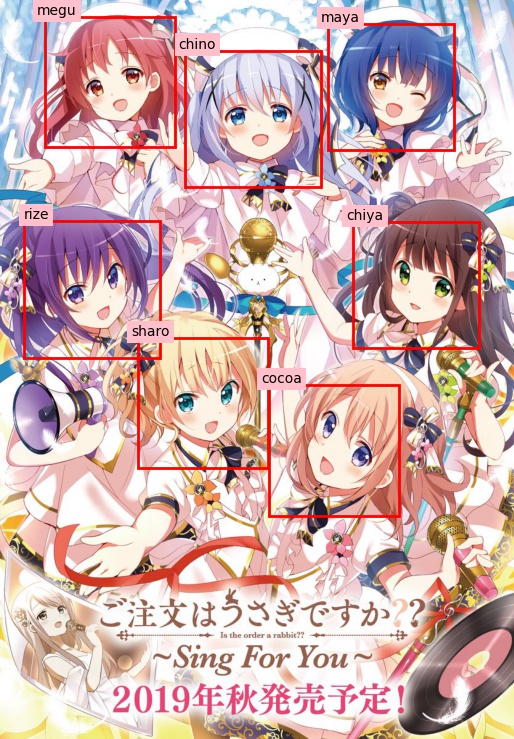 megu
maya
chino
rize
chiya
sharo
cocoa
ご注文はうさぎですか??
Is the order a rabbit??
~Sing For You~
2019年秋発売予定!